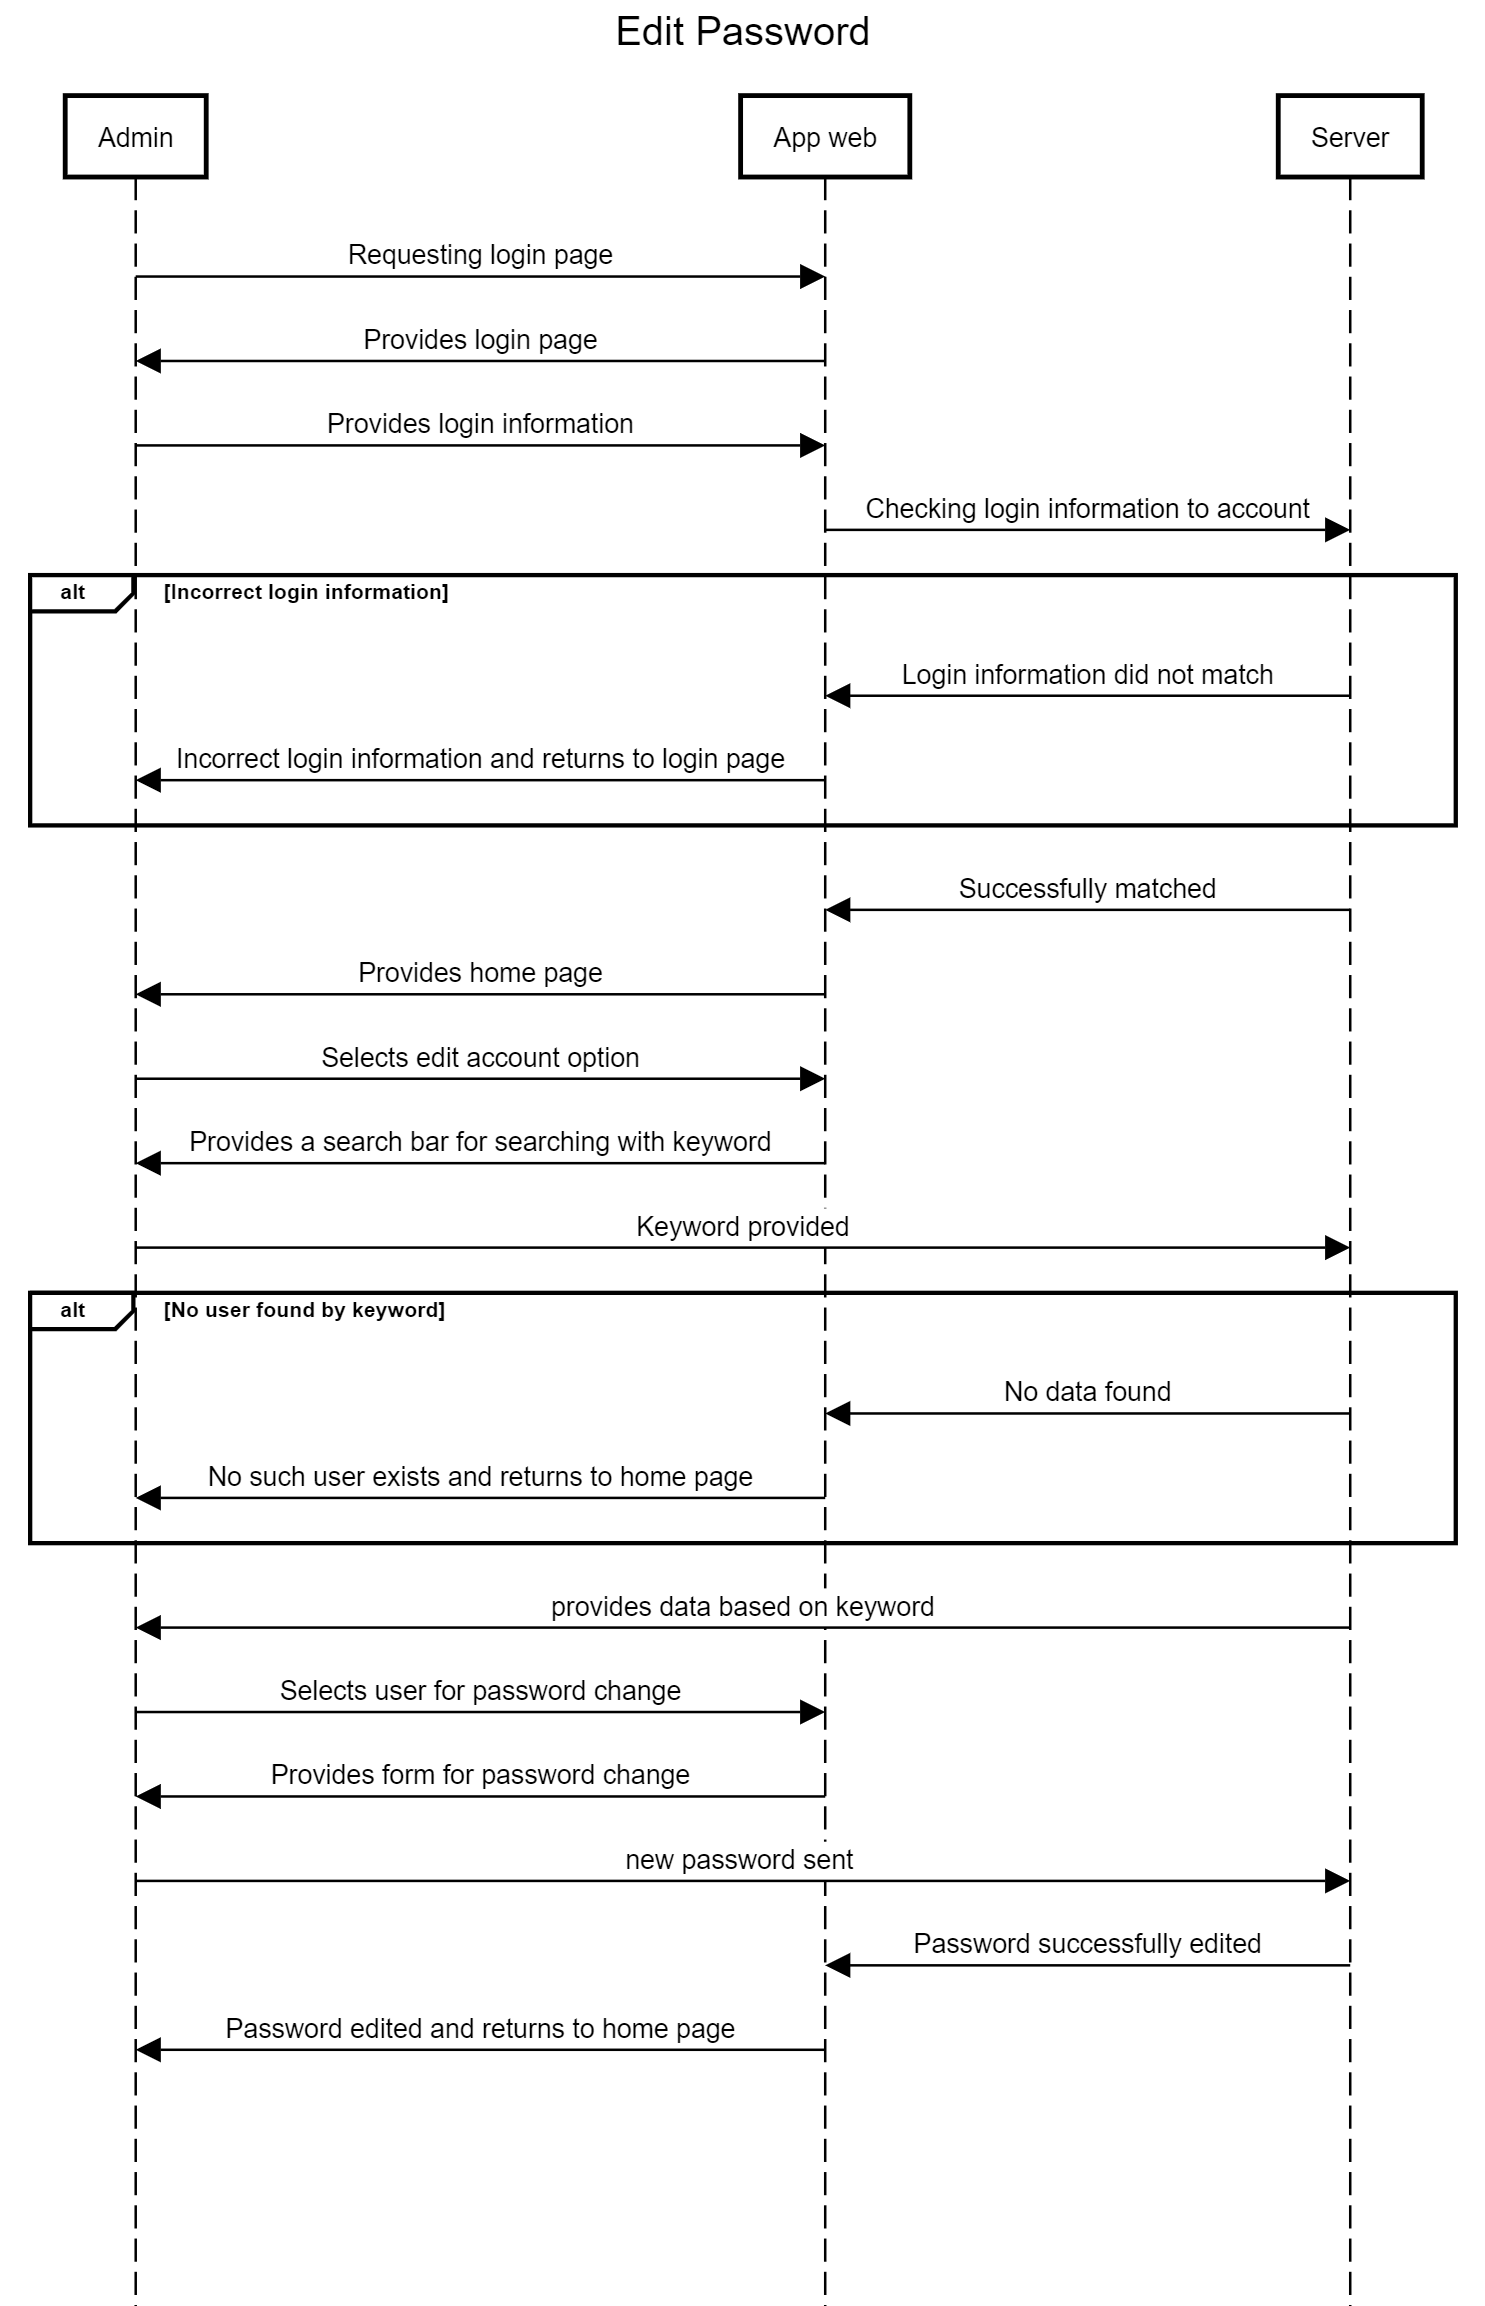 Edit Password
Admin
App web
Server
Requesting login page
Provides login page
Provides login information
Checking login information to account
alt
[Incorrect login information]
Login information did not match
Incorrect login information and returns to login page
Successfully matched
Provides home page
Selects edit account option
Provides a search bar for searching with keyword
Keyword provided
alt
[No user found by keyword]
No data found
No such user exists and returns to home page
provides data based on keyword
Selects user for password change
Provides form for password change
new password sent
Password successfully edited
Password edited and returns to home page